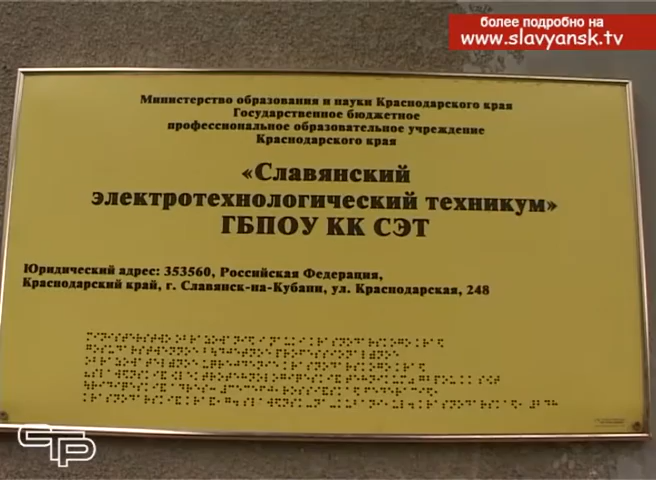 более подробно на
www.slavyansk.tv
Министерство образования и науки Краснодарского края
Государственное бюджетное
профессиональное образовательное учреждение
Краснодарского края
«Славянский
электротехнологический техникум»
ГБПОУ КК СЭТ
Юридический адрес: 353560, Российская Федерация,
Краснодарский край, г. Славянск-на-Кубани, ул. Краснодарская, 248
СТР